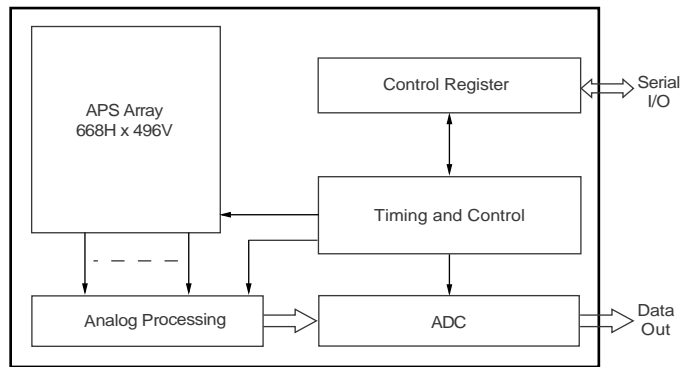 APS Array
668H x 496V
Control Register
Serial
I/O
Timing and Control
Analog Processing
ADC
Data
Out